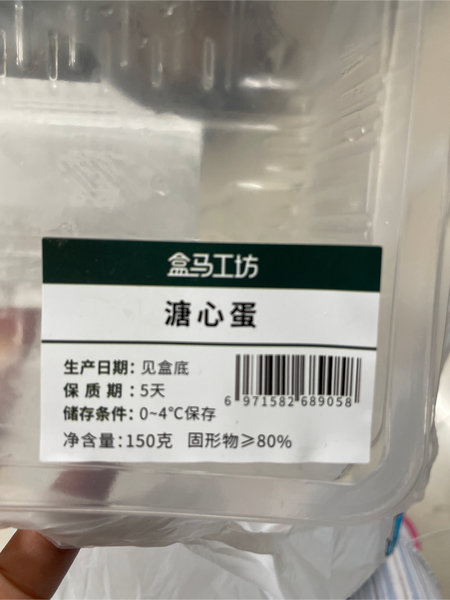 盒马工坊
溏心蛋
生产日期: 见盒底
保 质 期 : 5天
储存条件: 0~4℃保存
净含量:150克 固形物≥80%
6 971582 689058